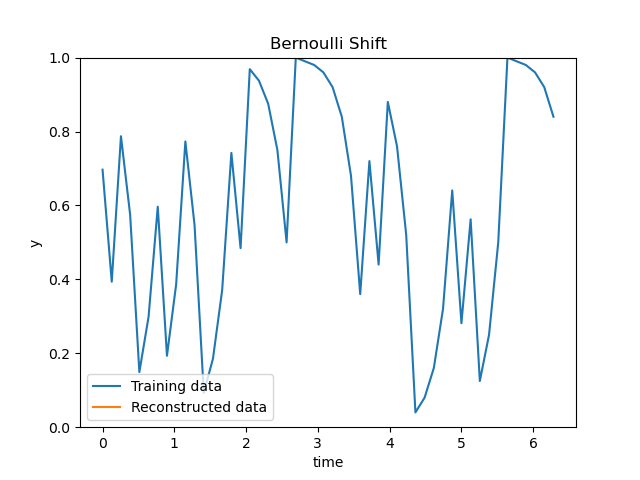 Bernoulli Shift
1.0
0.8
0.6
0.4
0.2
0.0
y
Training data
Reconstructed data
0 1 2 3 4 5 6
time